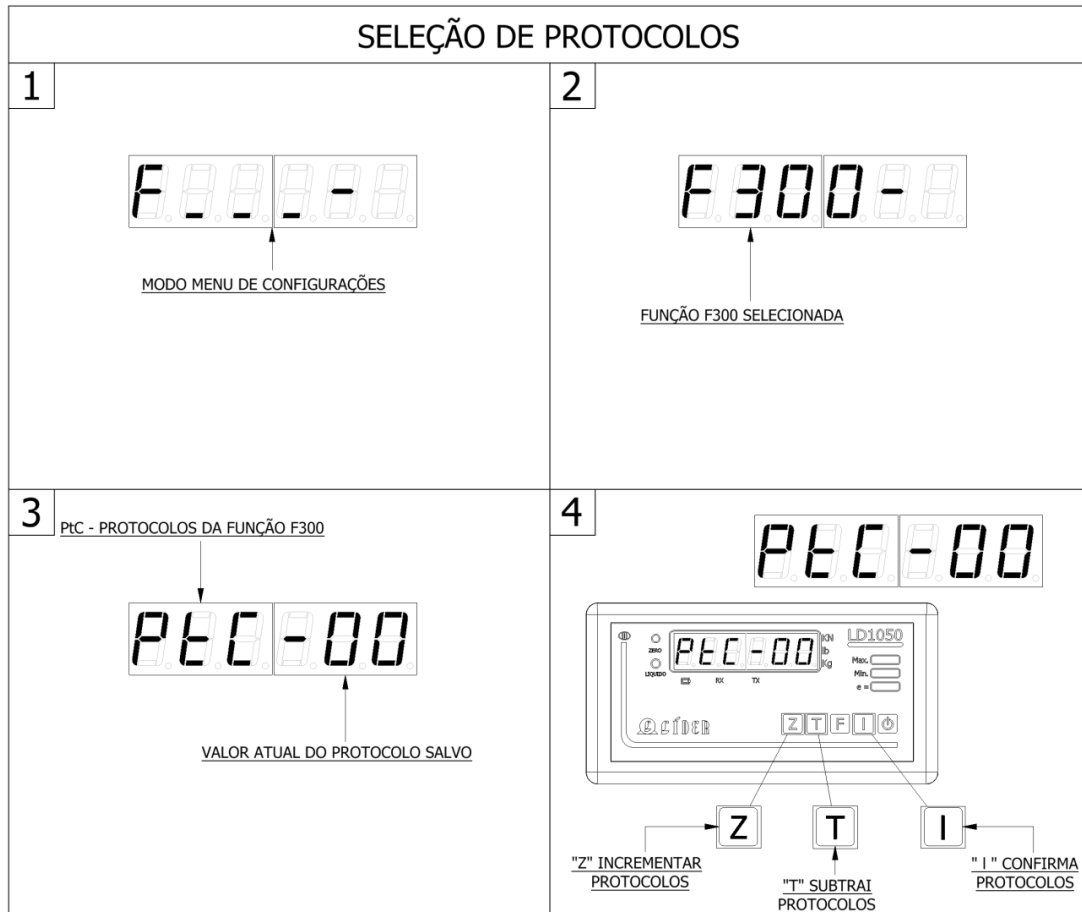 SELEÇÃO DE PROTOCOLOS
1
F_ _ _-
MODO MENU DE CONFIGURAÇÕES
2
F300-
FUNÇÃO F300 SELECIONADA
3
PtC - PROTOCOLOS DA FUNÇÃO F300
PtC-00
VALOR ATUAL DO PROTOCOLO SALVO
4
PtC-00
ZERO
LIQUIDO
PtC-00
KN
lb
Kg
RX TX
LD1050
Max.
Min.
e =
LÍDER
Z T F I
Z T I
"Z" INCREMENTAR
PROTOCOLOS
"T" SUBTRAI
PROTOCOLOS
" I " CONFIRMA
PROTOCOLOS